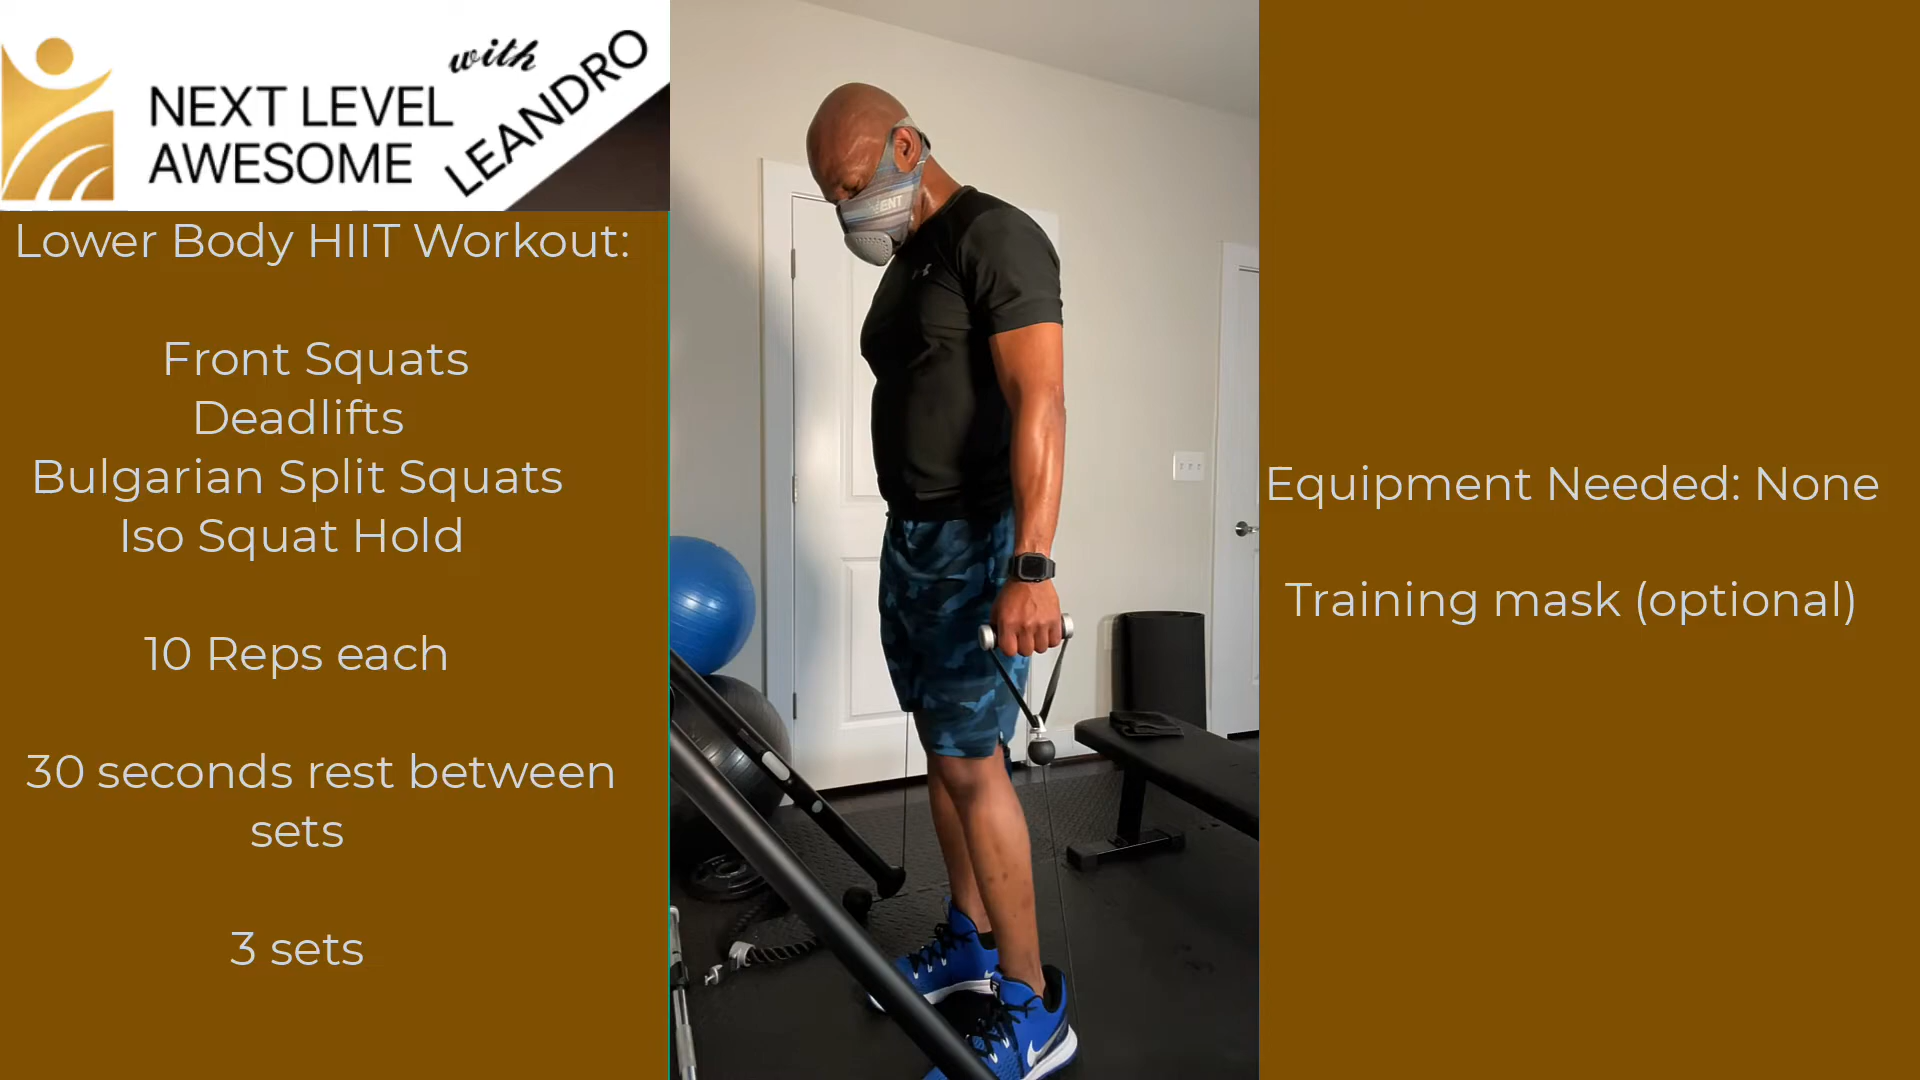 NEXT LEVEL
AWESOME
with
LEANDRO
Lower Body HIIT Workout:
Front Squats
Deadlifts
Bulgarian Split Squats
Iso Squat Hold
10 Reps each
30 seconds rest between
sets
3 sets
Equipment Needed: None
Training mask (optional)